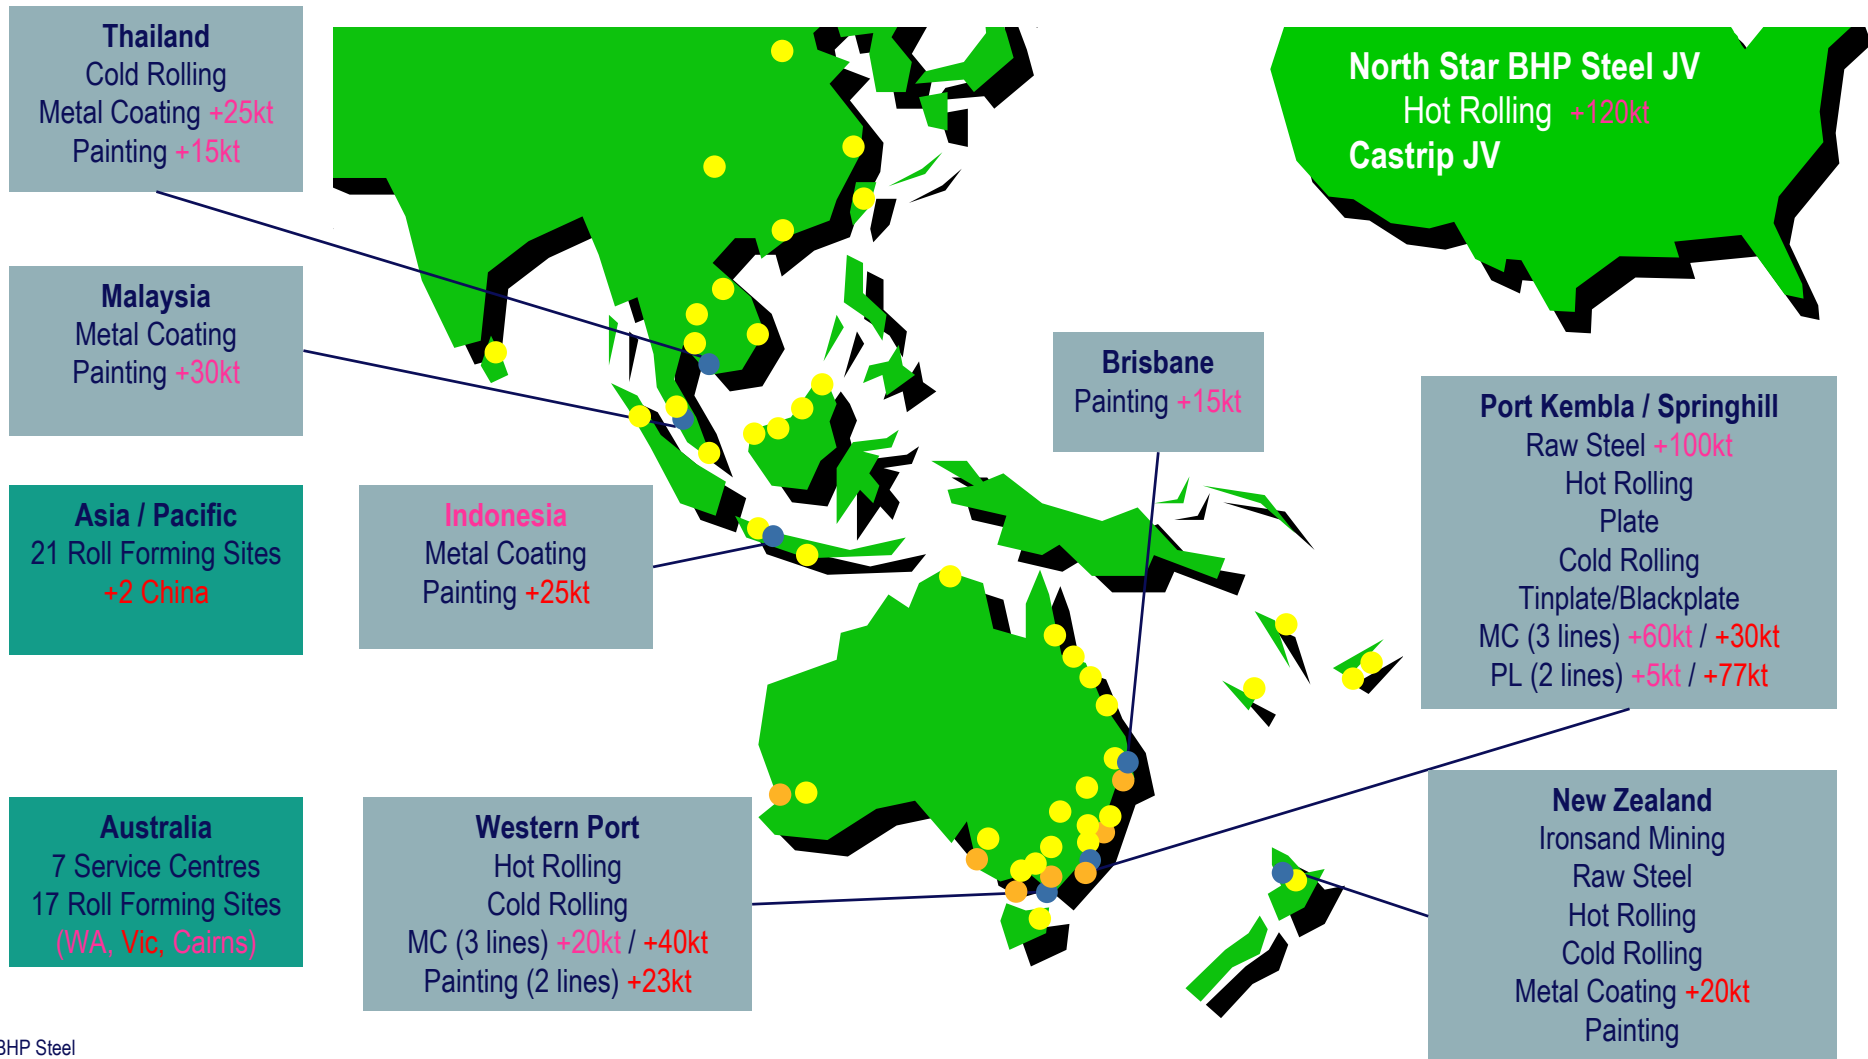 Thailand
Cold Rolling
Metal Coating +25kt
Painting +15kt
North Star BHP Steel JV
Hot Rolling +120kt
Castrip JV
Malaysia
Metal Coating
Painting +30kt
Brisbane
Painting +15kt
Port Kembla / Springhill
Raw Steel +100kt
Hot Rolling
Plate
Cold Rolling
Tinplate/Blackplate
MC (3 lines) +60kt / +30kt
PL (2 lines) +5kt / +77kt
Asia / Pacific
21 Roll Forming Sites
+2 China
Indonesia
Metal Coating
Painting +25kt
Australia
7 Service Centres
17 Roll Forming Sites
(WA, Vic, Cairns)
Western Port
Hot Rolling
Cold Rolling
MC (3 lines) +20kt / +40kt
Painting (2 lines) +23kt
New Zealand
Ironsand Mining
Raw Steel
Hot Rolling
Cold Rolling
Metal Coating +20kt
Painting
BHP Steel